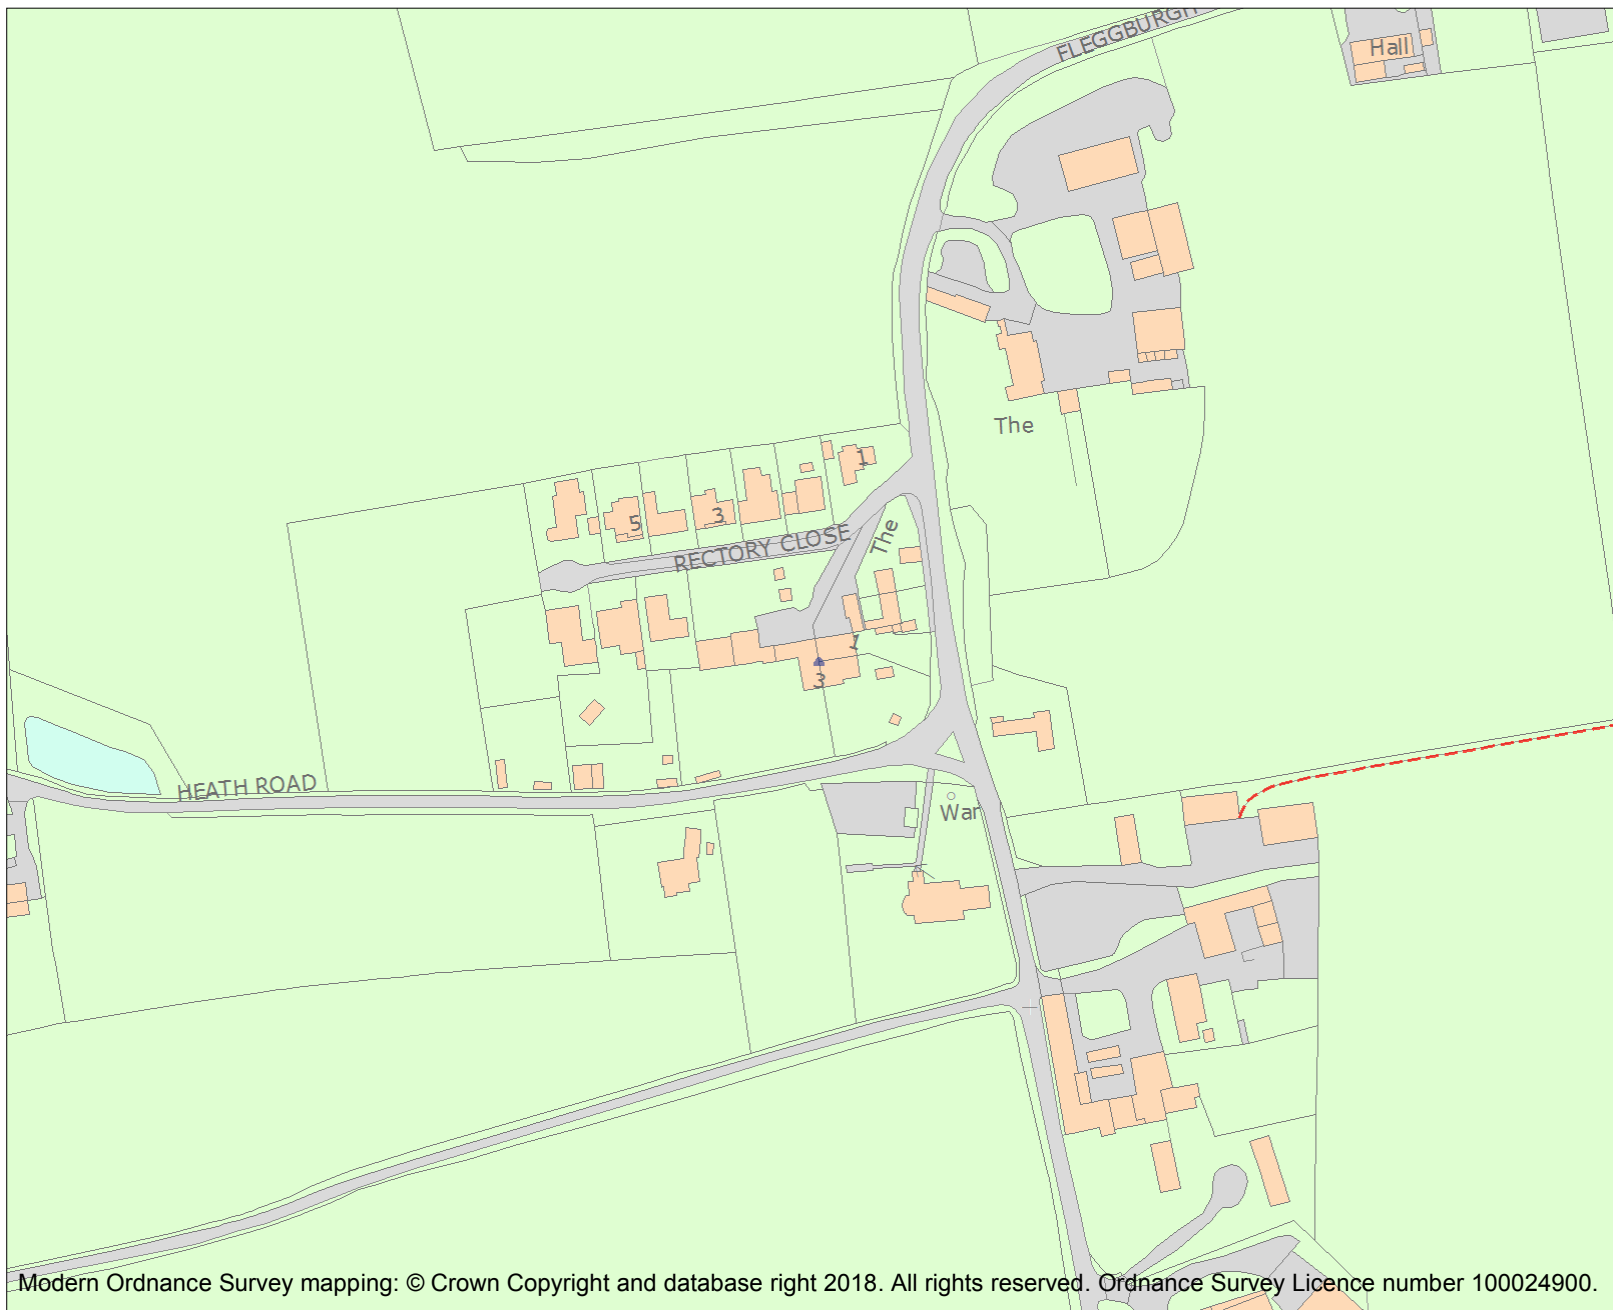 FLEGGBURGH
Hall
The
1
5
3
RECTORY CLOSE
The
1
3
HEATH ROAD
War
Modern Ordnance Survey mapping: © Crown Copyright and database right 2018. All rights reserved. Ordnance Survey Licence number 100024900.